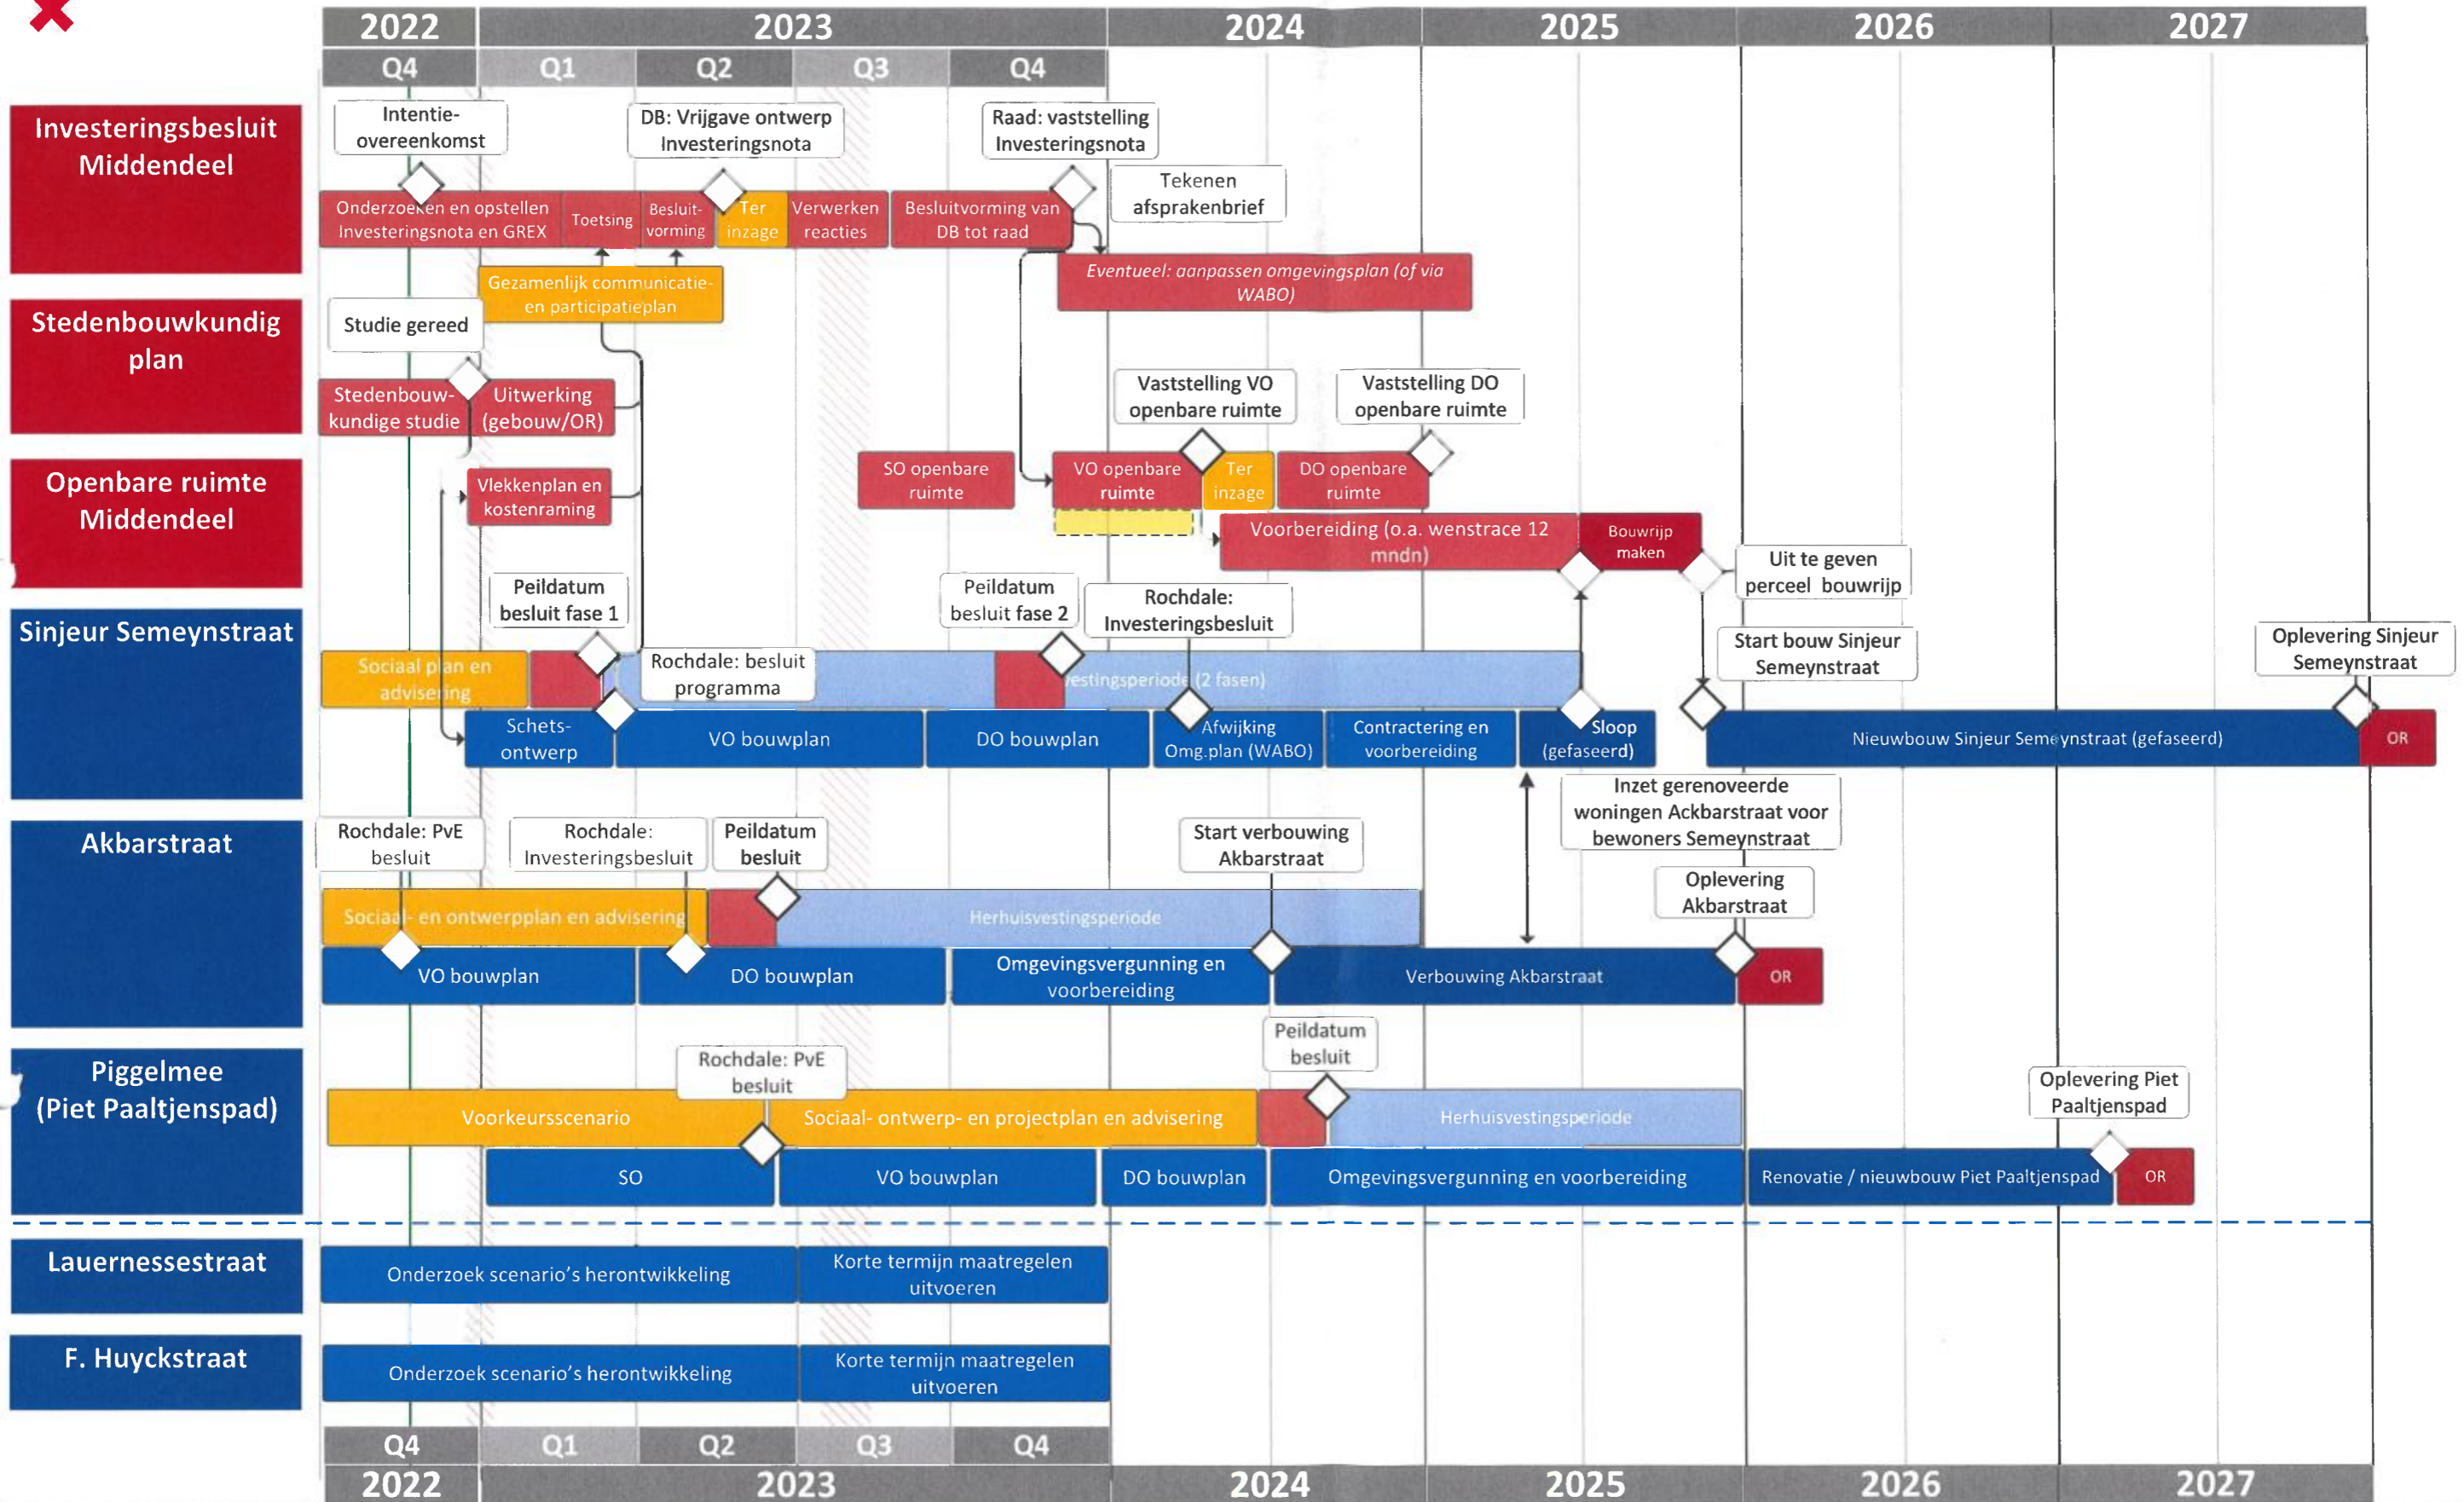 2022 2023 2024 2025 2026 2027
Q4 Q1 Q2 Q3 Q4
Investeringsbesluit
Middendeel
Intentie-
overeenkomst
DB: Vrijgave ontwerp
Investeringsnota
Raad: vaststelling
Investeringsnota
Tekenen
afsprakenbrief
Onderzoeken en opstellen
Investeringsnota en GREX
Toetsing
Besluit-
vorming
Ter
inzage
Verwerken
reacties
Besluitvorming van
DB tot raad
Gezamenlijk communicatie-
en participatieplan
Eventueel: aanpassen omgevingsplan (of via
WABO)
Stedenbouwkundig
plan
Studie gereed
Stedenbouw-
kundige studie
Uitwerking
(gebouw/OR)
Vaststelling VO
openbare ruimte
Vaststelling DO
openbare ruimte
Openbare ruimte
Middendeel
Vlekkenplan en
kostenraming
SO openbare
ruimte
VO openbare
ruimte
Ter
inzage
DO openbare
ruimte
Voorbereiding (o.a. wenstrace 12
mndn)
Bouwrijp
maken
Uit te geven
perceel bouwrijp
Sinjeur Semeynstraat
Peildatum
besluit fase 1
Peildatum
besluit fase 2
Rochdale:
Investeringsbesluit
Start bouw Sinjeur
Semeynstraat
Oplevering Sinjeur
Semeynstraat
Sociaal plan en
advisering
Rochdale: besluit
programma
estingsperiode (2 fasen)
Schets-
ontwerp
VO bouwplan
DO bouwplan
Afwijking
Omg.plan (WABO)
Contractering en
voorbereiding
Sloop
(gefaseerd)
Nieuwbouw Sinjeur Semeynstraat (gefaseerd)
OR
Inzet gerenoveerde
woningen Ackbarstraat voor
bewoners Semeynstraat
Akbarstraat
Rochdale: PvE
besluit
Rochdale:
Investeringsbesluit
Peildatum
besluit
Start verbouwing
Akbarstraat
Oplevering
Akbarstraat
Sociaal- en ontwerpplan en advisering
Herhuisvestingsperiode
VO bouwplan
DO bouwplan
Omgevingsvergunning en
voorbereiding
Verbouwing Akbarstraat
OR
Piggelmee
(Piet Paaltjenspad)
Rochdale: PvE
besluit
Peildatum
besluit
Oplevering Piet
Paaltjenspad
Voorkeursscenario
Sociaal- ontwerp- en projectplan en advisering
Herhuisvestingsperiode
SO
VO bouwplan
DO bouwplan
Omgevingsvergunning en voorbereiding
Renovatie / nieuwbouw Piet Paaltjenspad
OR
Lauernessestraat
Onderzoek scenario's herontwikkeling
Korte termijn maatregelen
uitvoeren
F. Huyckstraat
Onderzoek scenario's herontwikkeling
Korte termijn maatregelen
uitvoeren
Q4 Q1 Q2 Q3 Q4
2022 2023 2024 2025 2026 2027